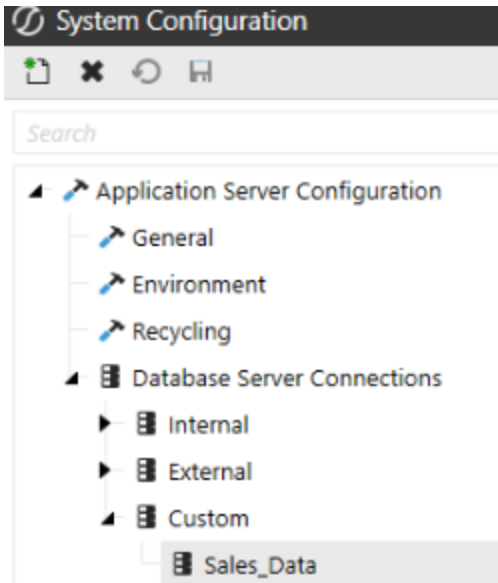 System Configuration
Search
Application Server Configuration
General
Environment
Recycling
Database Server Connections
Internal
External
Custom
Sales_Data